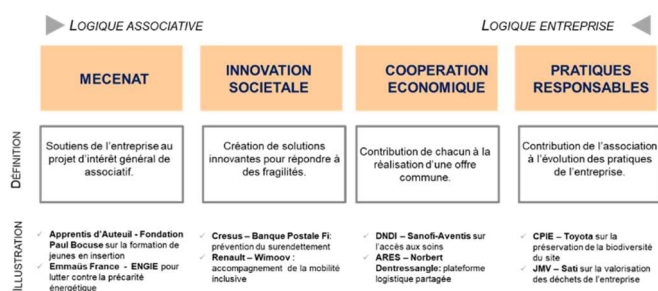 LOGIQUE ASSOCIATIVE
LOGIQUE ENTREPRISE
MECENAT
INNOVATION
SOCIETALE
COOPERATION
ECONOMIQUE
PRATIQUES
RESPONSABLES
DÉFINITION
Soutiens de l'entreprise au
projet d'intérêt général de
associatif.
Création de solutions
innovantes pour répondre à
des fragilités.
Contribution de chacun à la
réalisation d'une offre
commune.
Contribution de l'association
à l'évolution des pratiques
de l'entreprise.
ILLUSTRATION
✓ Apprentis d'Auteuil - Fondation
Paul Bocuse sur la formation de
jeunes en insertion
✓ Emmaüs France - ENGIE pour
lutter contre la précarité
énergétique
✓ Cresus – Banque Postale Fi:
prévention du surendettement
✓ Renault – Wimoov :
accompagnement de la mobilité
inclusive
✓ DNDI – Sanofi-Aventis sur
l'accès aux soins
✓ ARES – Norbert
Dentressangle: plateforme
logistique partagée
✓ CPIE – Toyota sur la
préservation de la biodiversité
du site
✓ JMV – Sati sur la valorisation
des déchets de l'entreprise